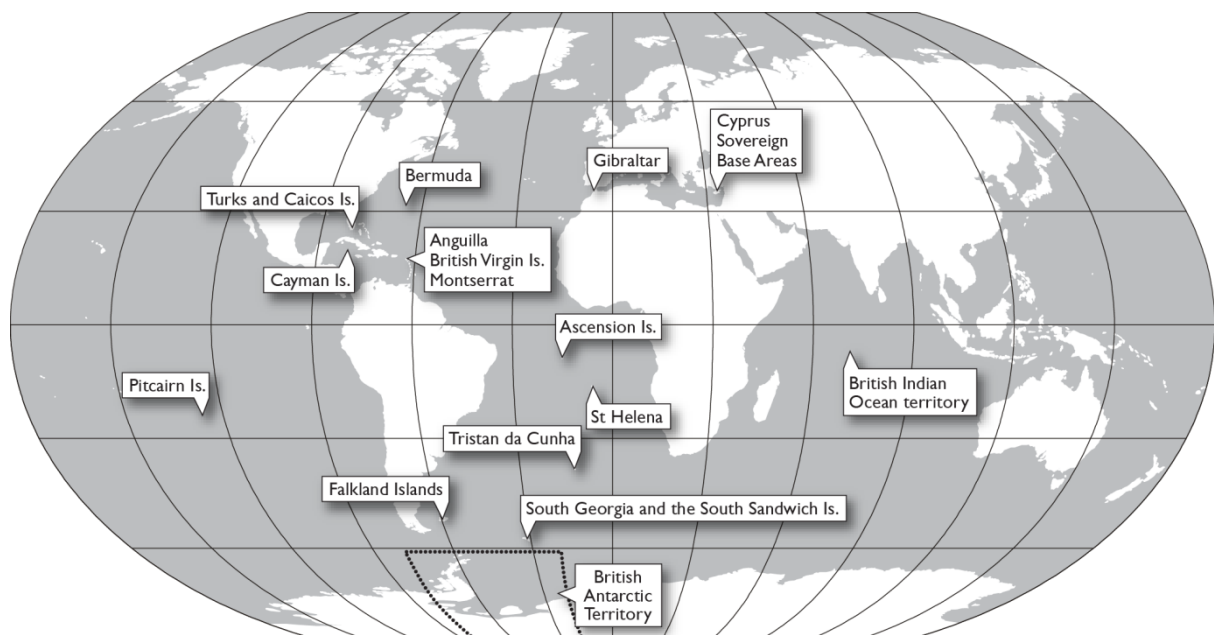 Cyprus
Sovereign
Base Areas
Gibraltar
Bermuda
Turks and Caicos Is.
Anguilla
British Virgin Is.
Montserrat
Cayman Is.
Ascension Is.
Pitcairn Is.
British Indian
Ocean territory
St Helena
Tristan da Cunha
Falkland Islands
South Georgia and the South Sandwich Is.
British
Antarctic
Territory